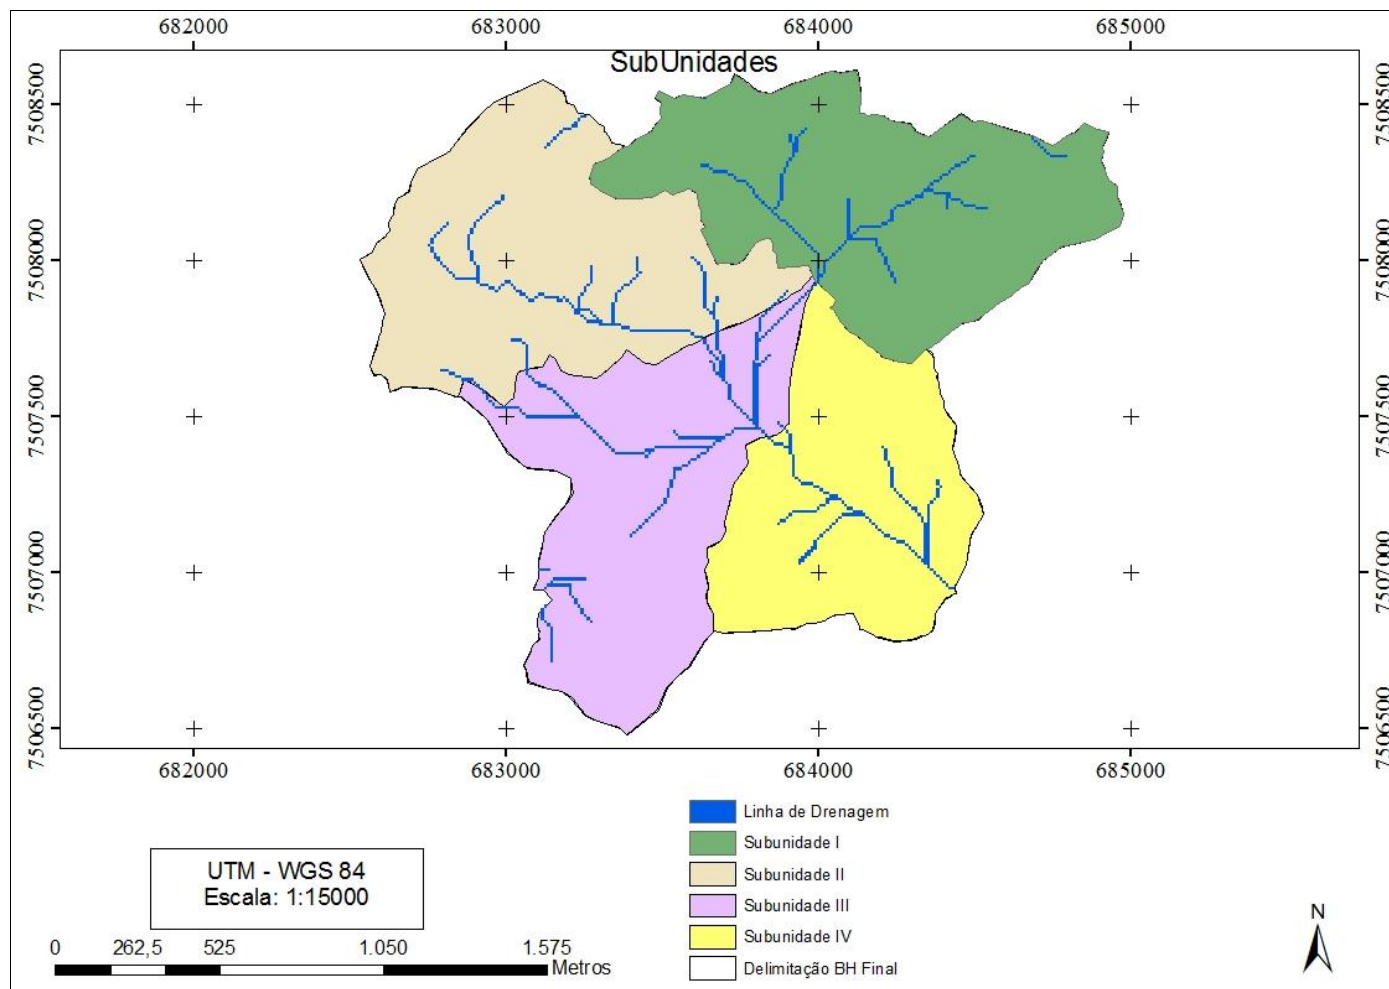 682000 683000 684000 685000
SubUnidades
7508500 7508500
7508000 7508000
7507500 7507500
7507000 7507000
7506500 7506500
682000 683000 684000 685000
Linha de Drenagem
Subunidade I
Subunidade II
Subunidade III
Subunidade IV
Delimitação BH Final
UTM - WGS 84
Escala: 1:15000
0 262,5 525 1.050 1.575
Metros
N